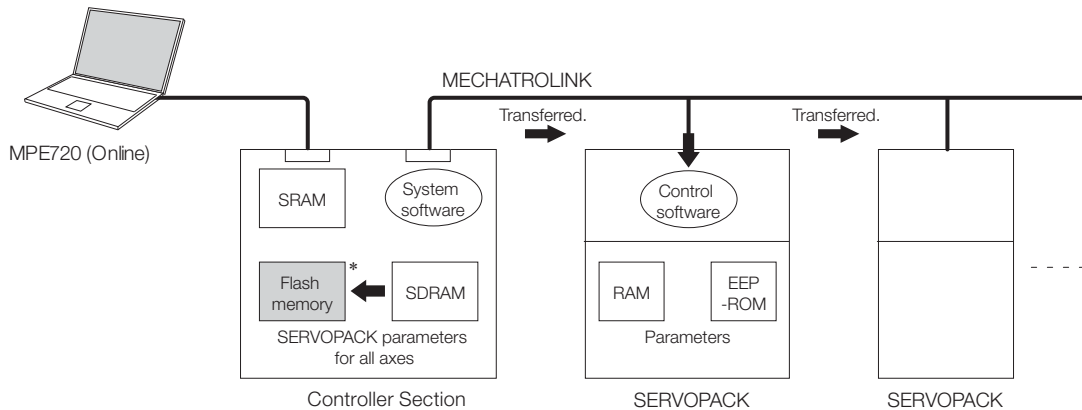 MECHATROLINK
Transferred.
Transferred.
MPE720 (Online)
SRAM
System
software
Control
software
Flash
memory
*
SDRAM
RAM
EEP
-ROM
SERVOPACK parameters
for all axes
Parameters
Controller Section
SERVOPACK
SERVOPACK